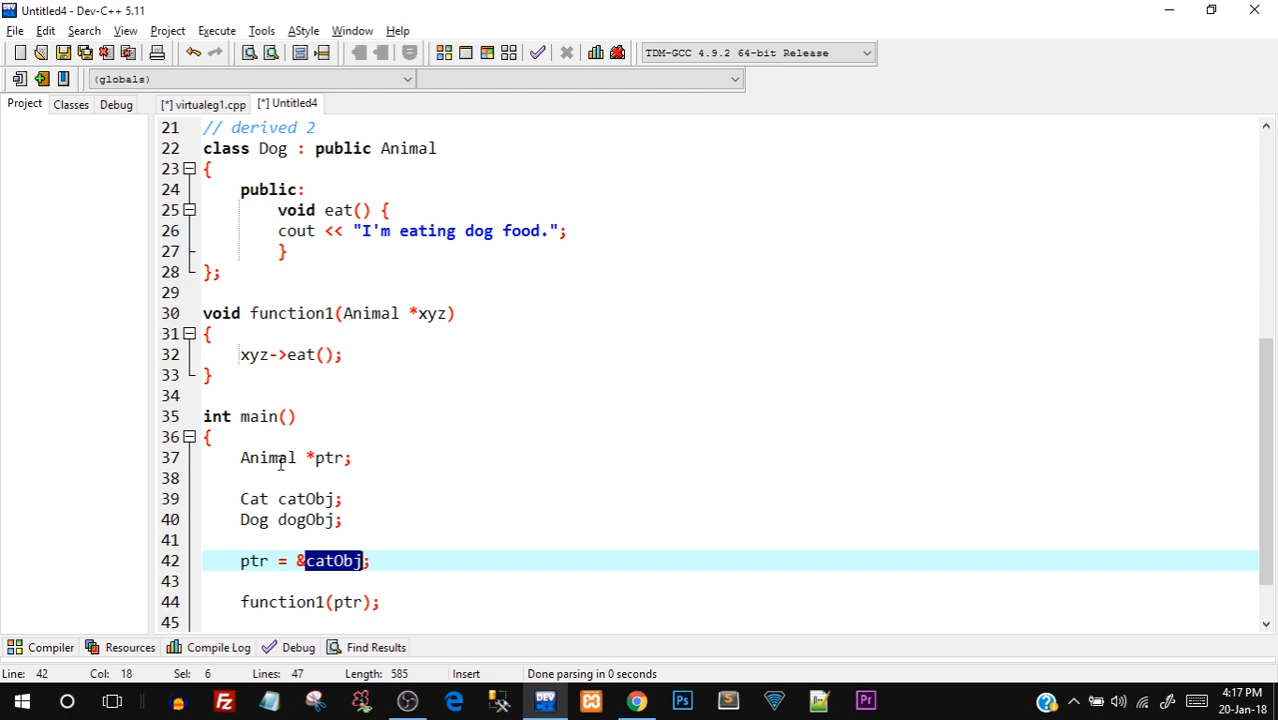 Untitled4 - Dev-C++ 5.11
File Edit Search View Project Execute Tools AStyle Window Help
TDM-GCC 4.9.2 64-bit Release
(globals)
Project Classes Debug [*] virtualeg1.cpp [*] Untitled4
21 // derived 2
22 class Dog : public Animal
23 {
24 public:
25 void eat() {
26 cout << "I'm eating dog food.";
27 }
28 };
29
30 void function1(Animal *xyz)
31 {
32 xyz->eat();
33 }
34
35 int main()
36 {
37 Animal *ptr;
38
39 Cat catObj;
40 Dog dogObj;
41
42 ptr = &catObj;
43
44 function1(ptr);
45
Compiler Resources Compile Log Debug Find Results
Line: 42 Col: 18 Sel: 6 Lines: 47 Length: 585 Insert Done parsing in 0 seconds
4:17 PM
20-Jan-18